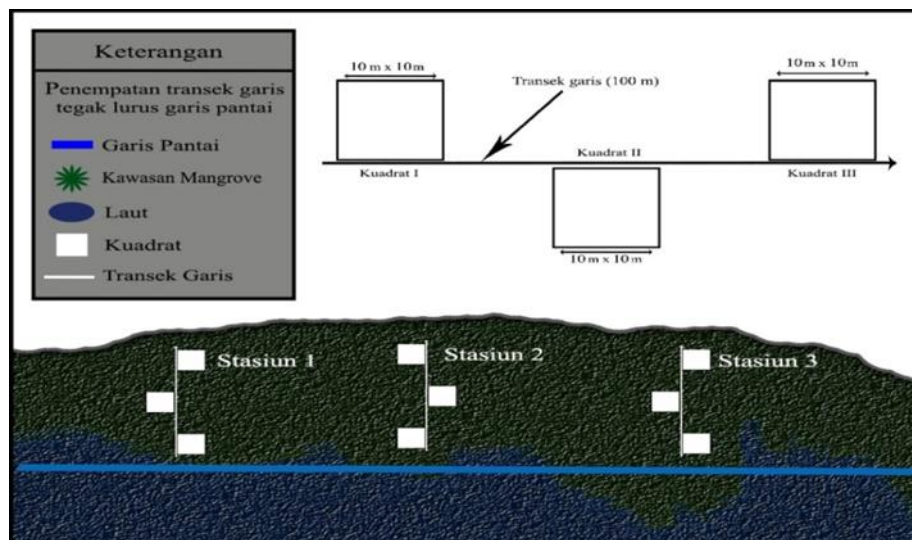 Keterangan
Penempatan transek garis
tegak lurus garis pantai
Garis Pantai
Kawasan Mangrove
Laut
Kuadrat
Transek Garis
10 m x 10m
Transek garis (100 m)
10 m x 10m
Kuadrat I
Kuadrat II
Kuadrat III
10 m x 10m
Stasiun 1
Stasiun 2
Stasiun 3